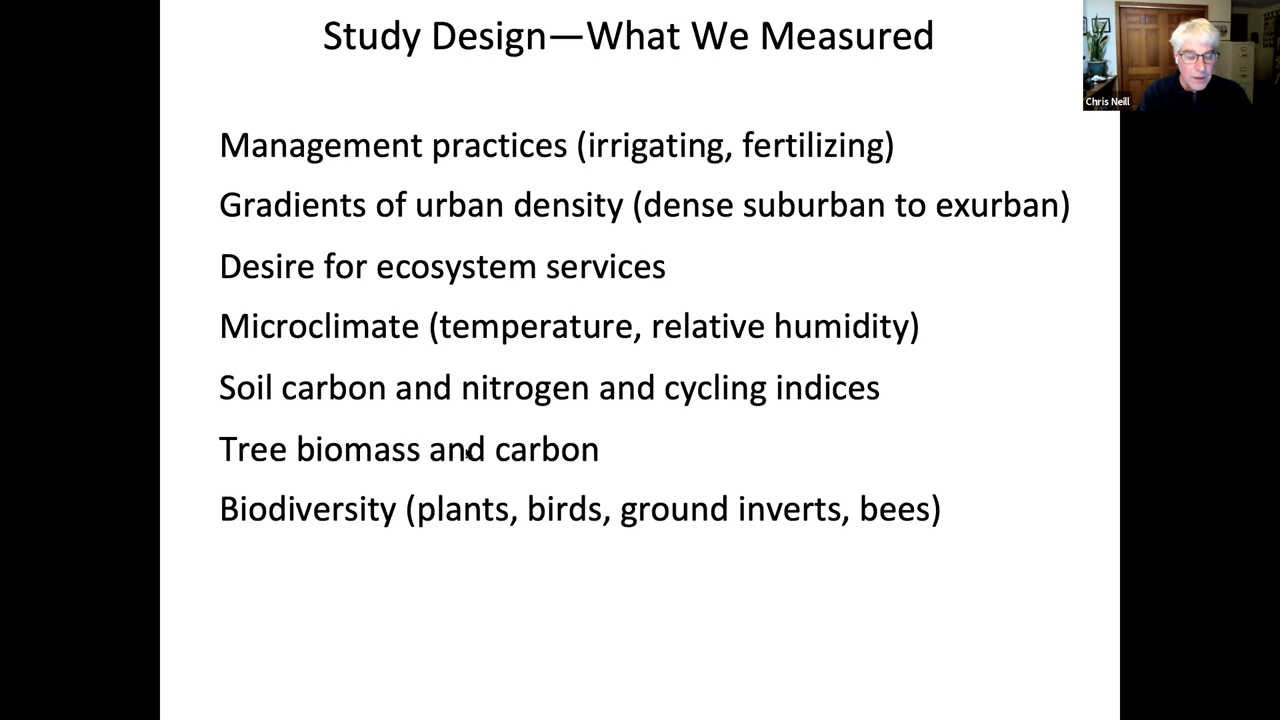 Study Design—What We Measured
Chris Neill
Management practices (irrigating, fertilizing)
Gradients of urban density (dense suburban to exurban)
Desire for ecosystem services
Microclimate (temperature, relative humidity)
Soil carbon and nitrogen and cycling indices
Tree biomass and carbon
Biodiversity (plants, birds, ground inverts, bees)